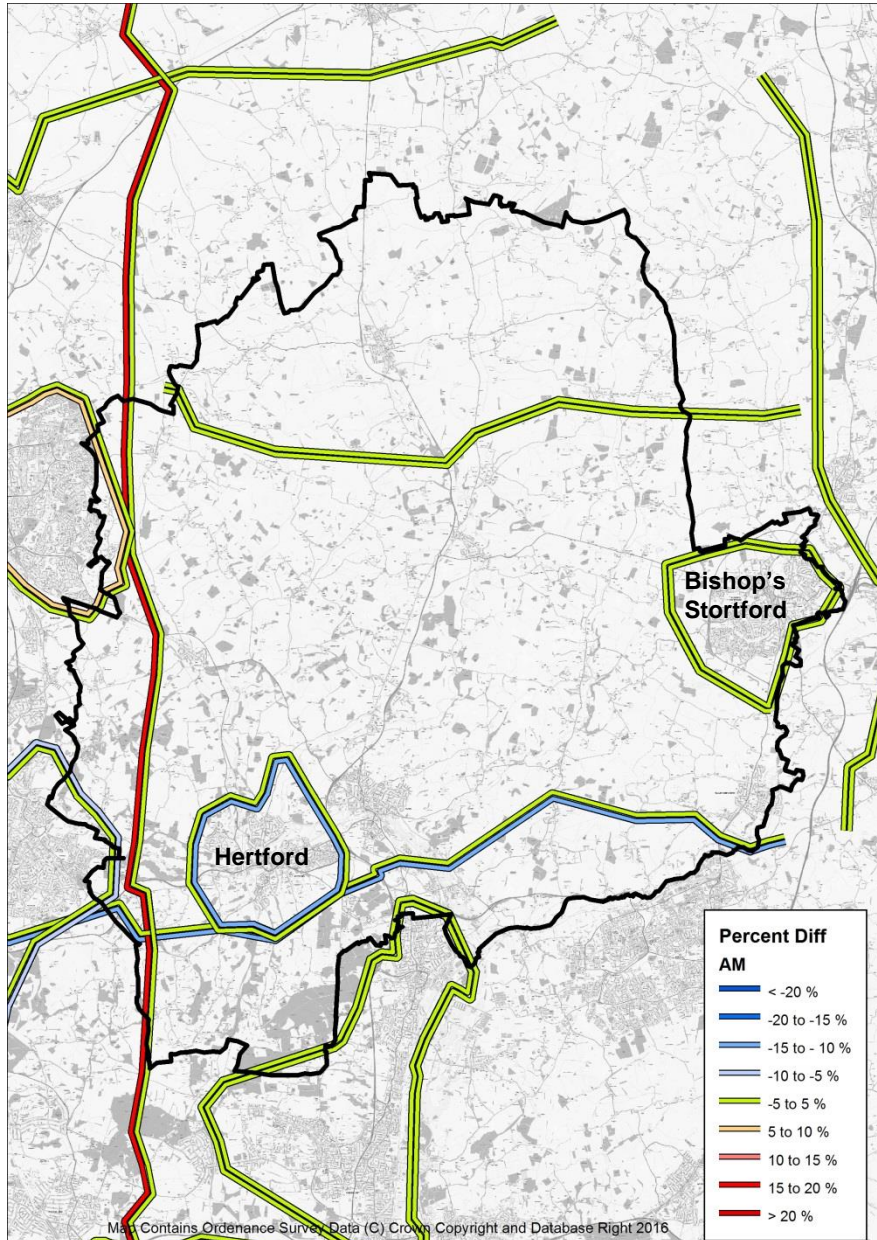 Bishop's
Stortford
Hertford
Percent Diff
AM
< -20 %
-20 to -15 %
-15 to - 10 %
-10 to -5 %
-5 to 5 %
5 to 10 %
10 to 15 %
15 to 20 %
> 20 %
Map Contains Ordenance Survey Data (C) Crown Copyright and Database Right 2016